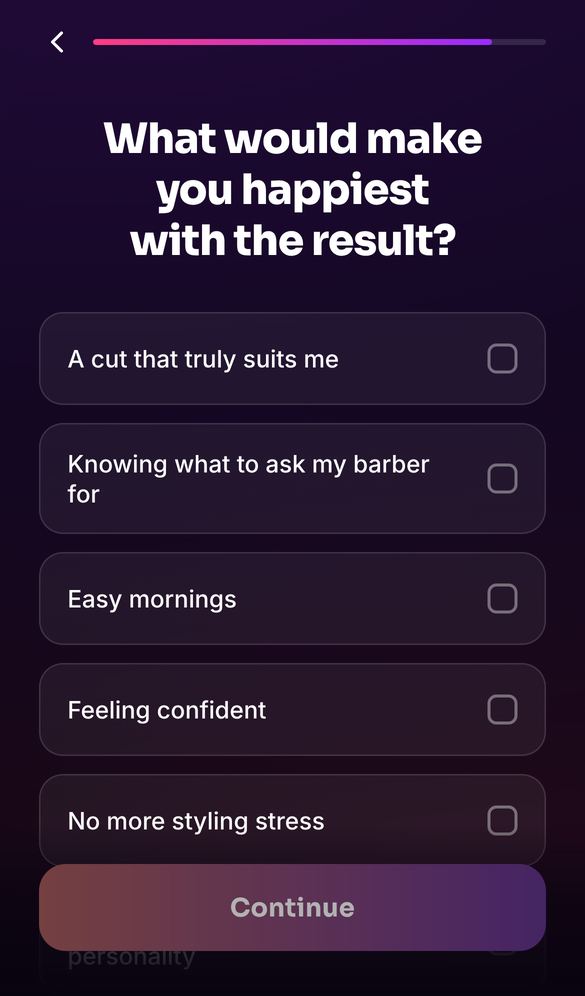 What would make
you happiest
with the result?
A cut that truly suits me
Knowing what to ask my barber
for
Easy mornings
Feeling confident
No more styling stress
Continue
personality